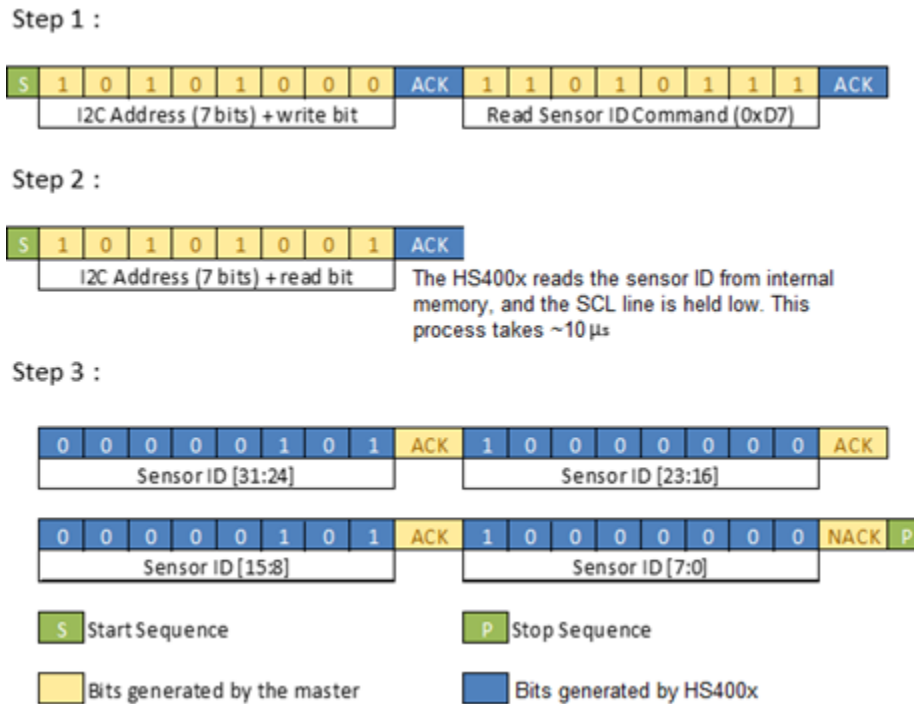 Step 1 :
S 1 0 1 0 1 0 0 0 ACK 1 1 0 1 0 1 1 1 ACK
I2C Address (7 bits) + write bit Read Sensor ID Command (0xD7)
Step 2 :
S 1 0 1 0 1 0 0 1 ACK
I2C Address (7 bits) + read bit
The HS400x reads the sensor ID from internal
memory, and the SCL line is held low. This
process takes ~10 µs
Step 3 :
0 0 0 0 0 1 0 1 ACK 1 0 0 0 0 0 0 0 ACK
Sensor ID [31:24] Sensor ID [23:16]
0 0 0 0 0 1 0 1 ACK 1 0 0 0 0 0 0 0 NACK P
Sensor ID [15:8] Sensor ID [7:0]
S Start Sequence P Stop Sequence
Bits generated by the master Bits generated by HS400x